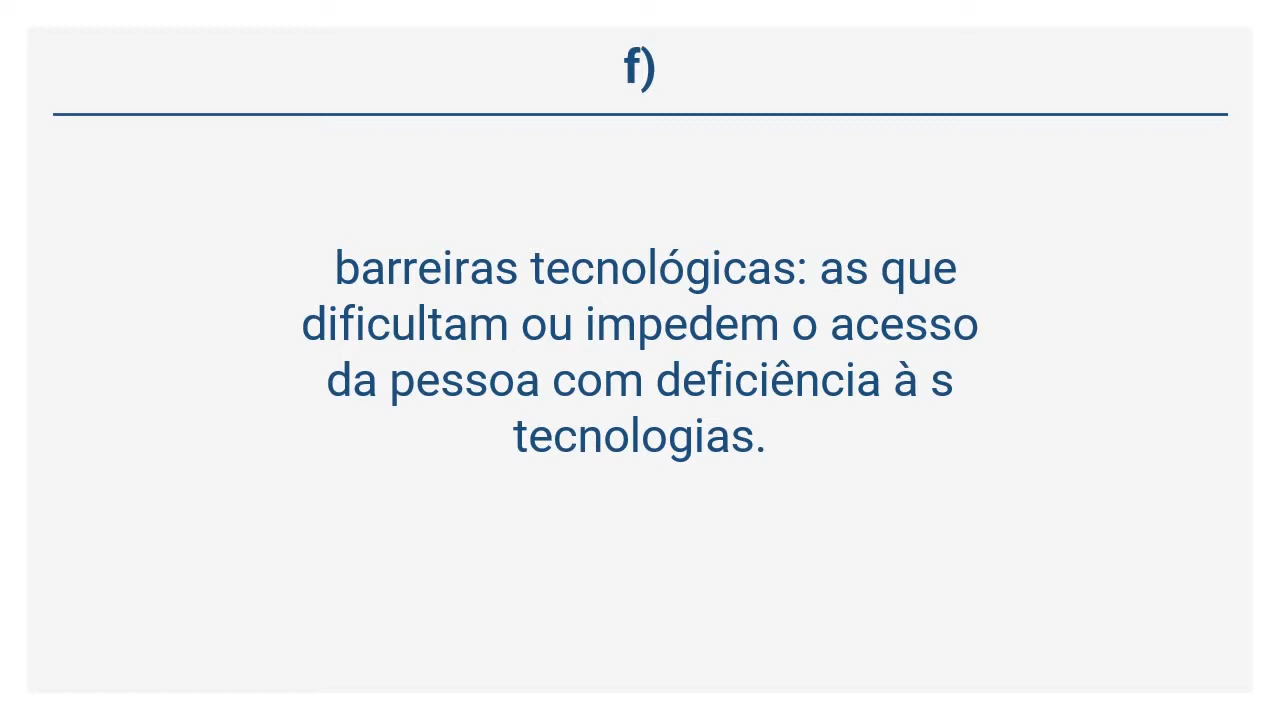 f)
barreiras tecnológicas: as que
dificultam ou impedem o acesso
da pessoa com deficiência à s
tecnologias.